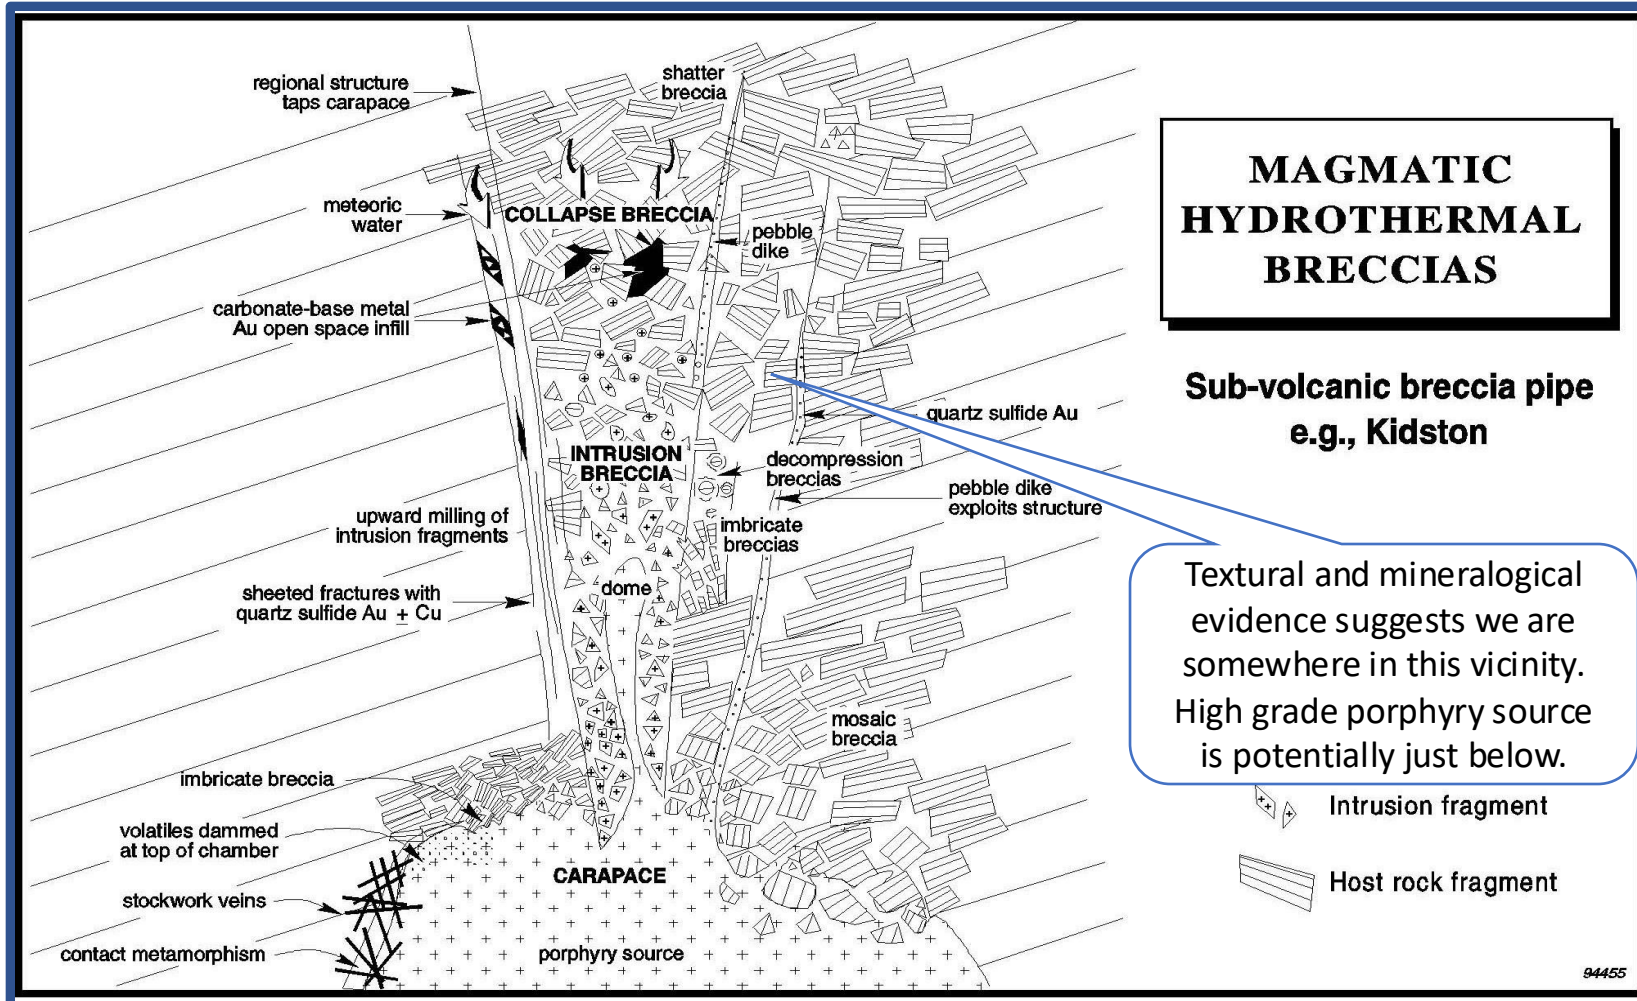 regional structure
taps carapace
shatter
breccia
meteoric
water
COLLAPSE BRECCIA
pebble
dike
carbonate-base metal
Au open space infill
quartz sulfide Au
INTRUSION
BRECCIA
decompression
breccias
pebble dike
exploits structure
upward milling of
intrusion fragments
imbricate
breccias
sheeted fractures with
quartz sulfide Au ± Cu
dome
mosaic
breccia
imbricate breccia
volatiles dammed
at top of chamber
CARAPACE
stockwork veins
contact metamorphism
porphyry source
MAGMATIC
HYDROTHERMAL
BRECCIAS
Sub-volcanic breccia pipe
e.g., Kidston
Textural and mineralogical
evidence suggests we are
somewhere in this vicinity.
High grade porphyry source
is potentially just below.
Intrusion fragment
Host rock fragment
94455